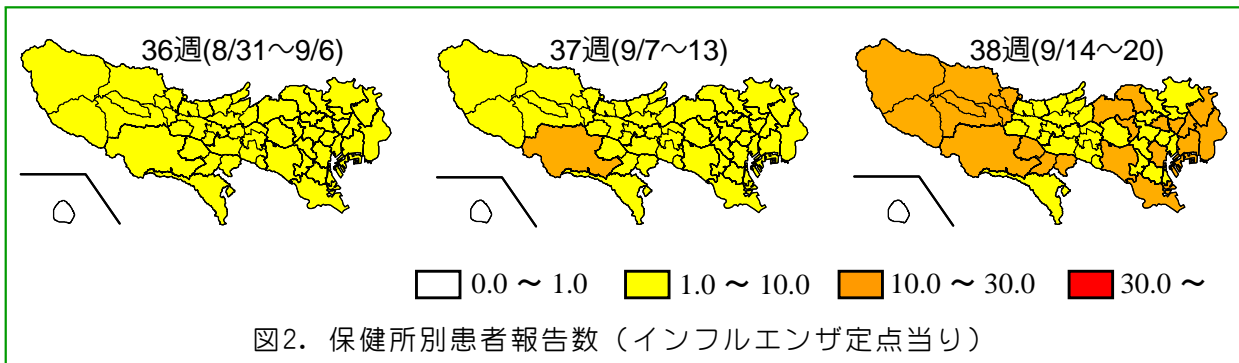 36週(8/31～9/6) 37週(9/7～13) 38週(9/14～20)
0.0 ～ 1.0 1.0 ～ 10.0 10.0 ～ 30.0 30.0 ～
図2．保健所別患者報告数（インフルエンザ定点当り）